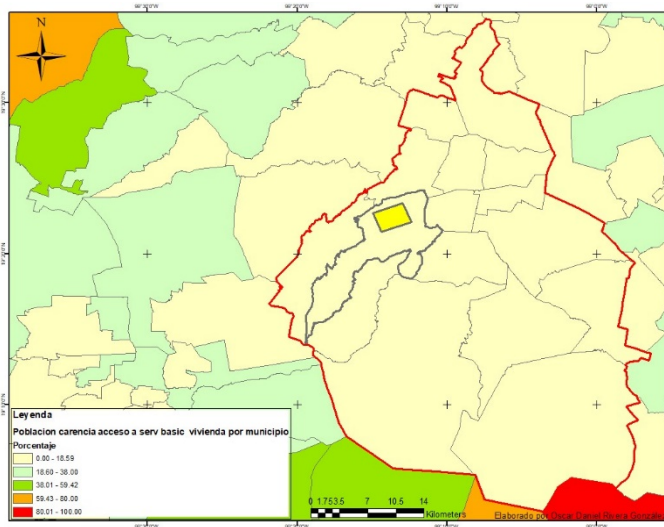 N
Leyenda
Poblacion carencia acceso a serv basic vivienda por municipio
Porcentaje
0.00 - 18.59
18.60 - 38.00
38.01 - 59.42
59.43 - 80.00
80.01 - 100.00
0 1.75 3.5 7 10.5 14
Kilometers
Elaborado por Oscar Daniel Rivera González